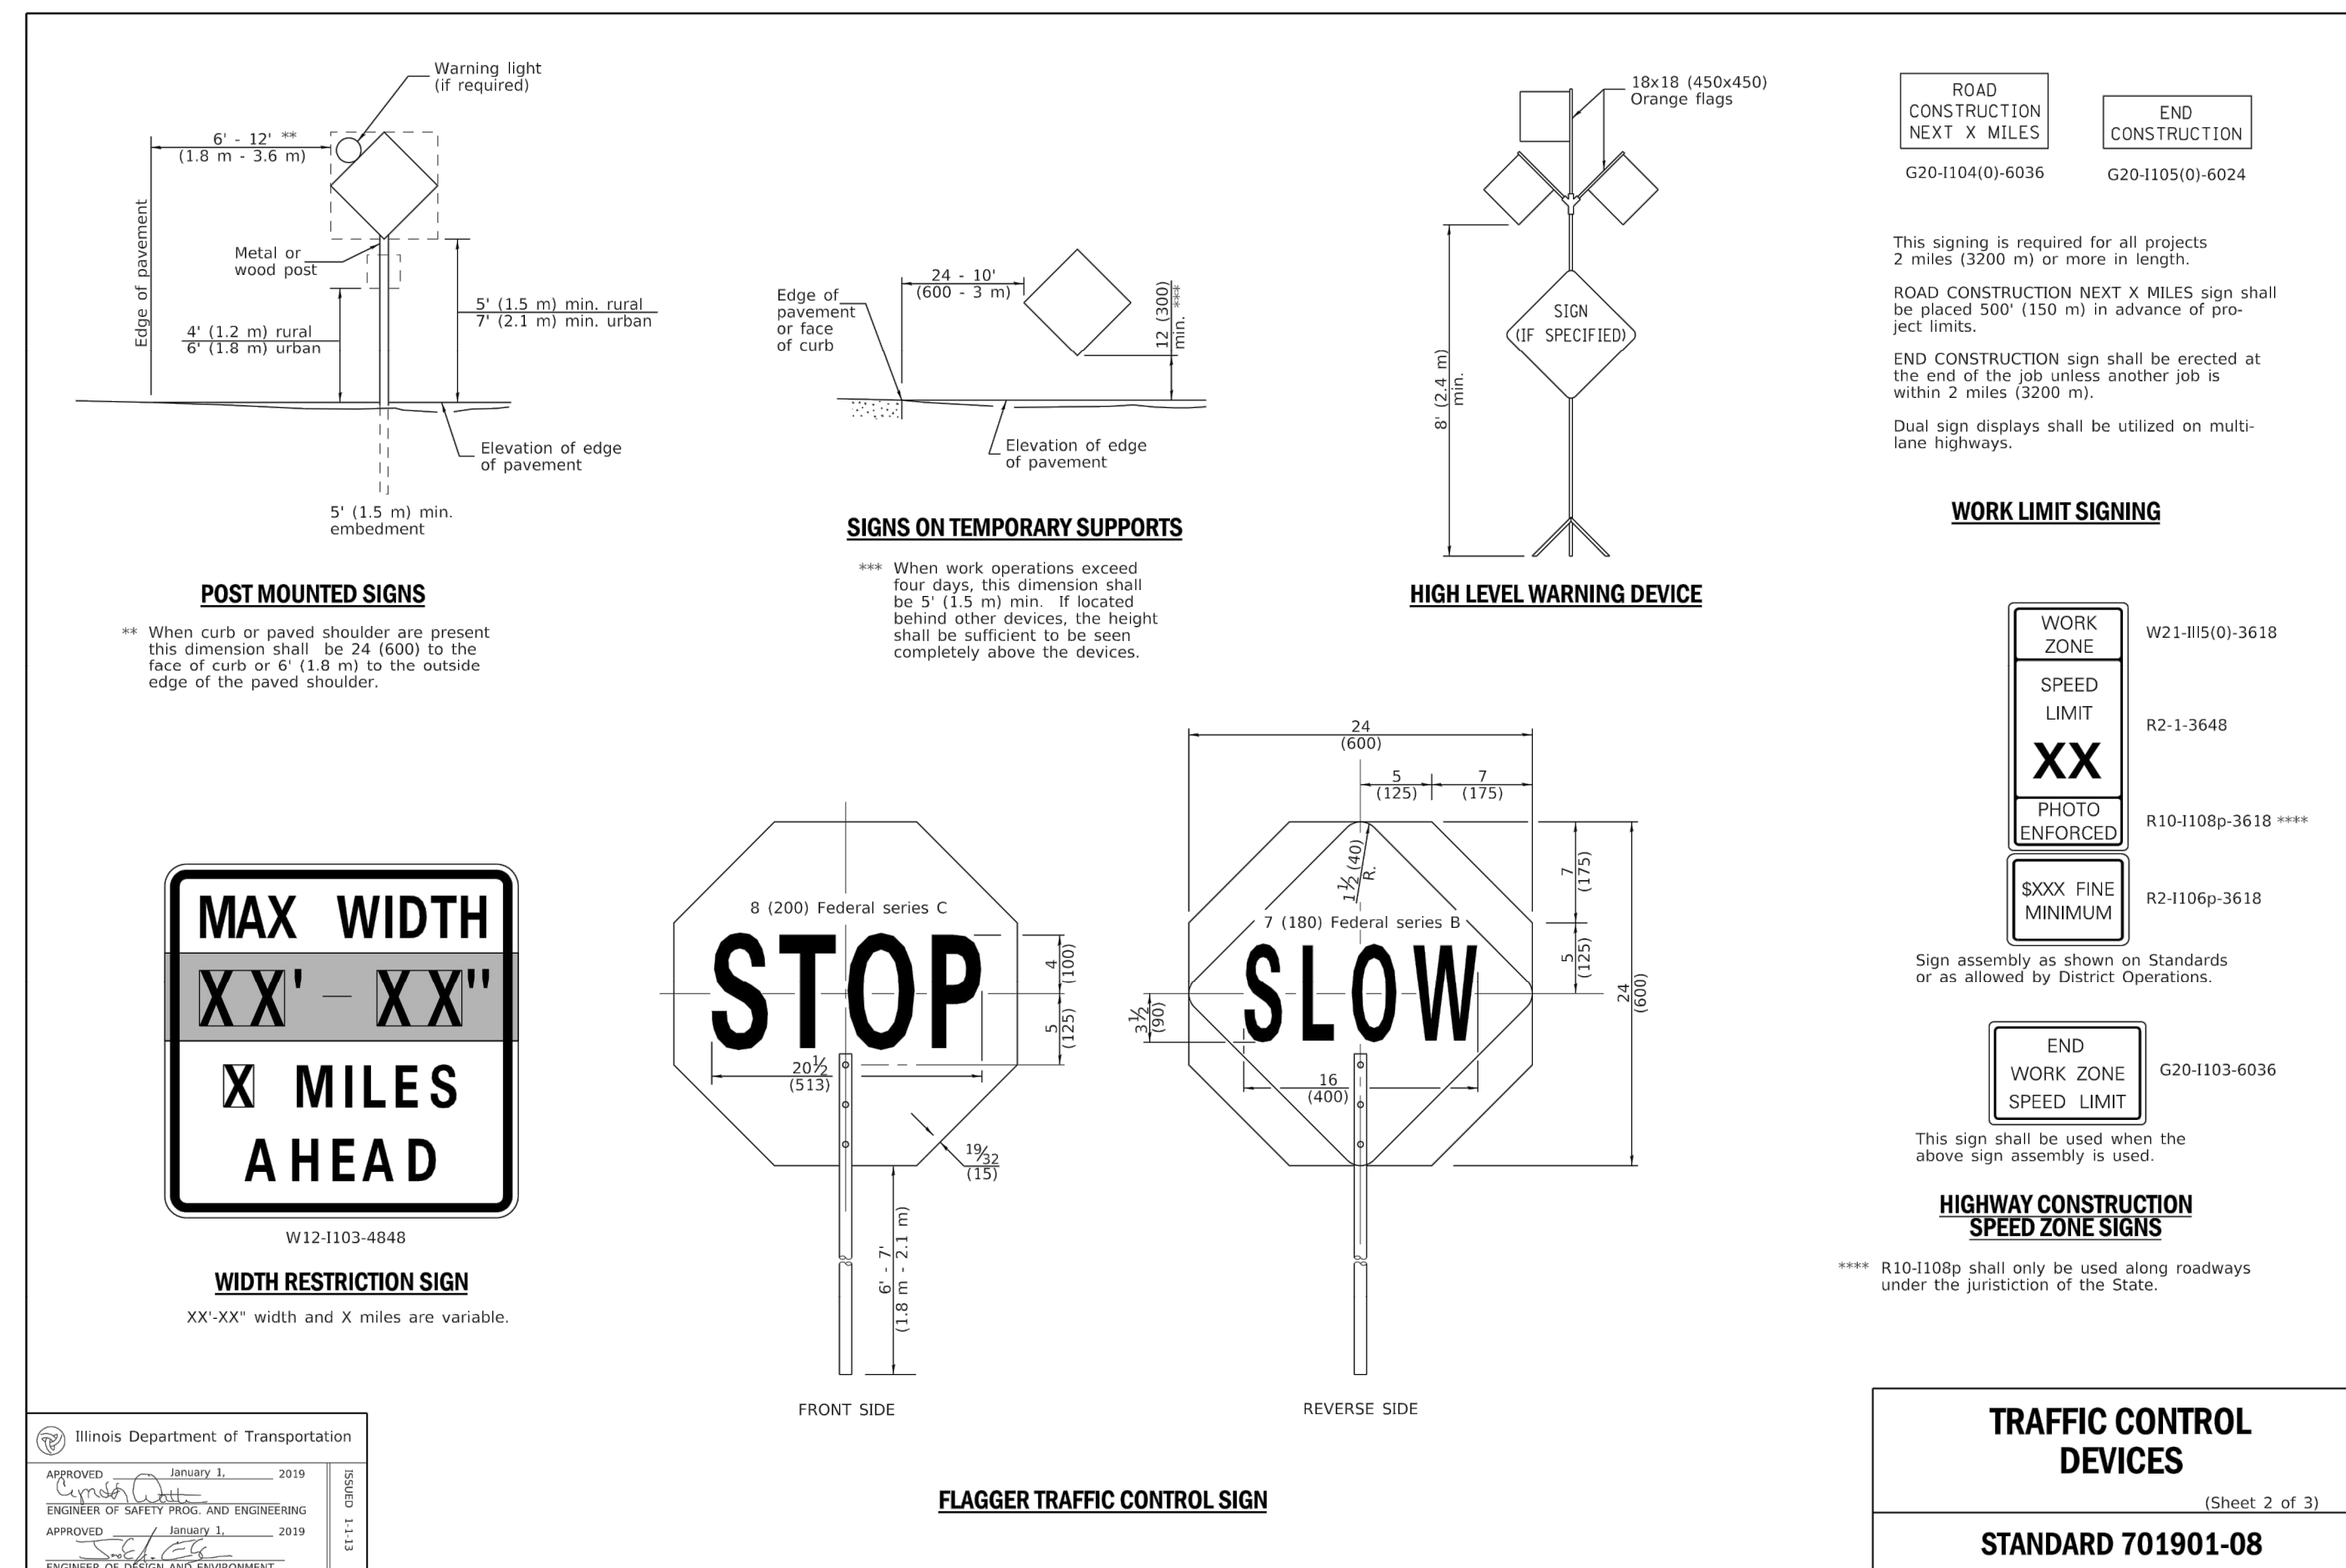 Warning light
(if required)
6' - 12' **
(1.8 m - 3.6 m)
Edge of pavement
Metal or
wood post
4' (1.2 m) rural
6' (1.8 m) urban
5' (1.5 m) min. rural
7' (2.1 m) min. urban
Elevation of edge
of pavement
5' (1.5 m) min.
embedment
POST MOUNTED SIGNS
** When curb or paved shoulder are present
this dimension shall be 24 (600) to the
face of curb or 6' (1.8 m) to the outside
edge of the paved shoulder.
Edge of
pavement
or face
of curb
24 - 10'
(600 - 3 m)
12 (300)
min. ***
Elevation of edge
of pavement
SIGNS ON TEMPORARY SUPPORTS
*** When work operations exceed
four days, this dimension shall
be 5' (1.5 m) min. If located
behind other devices, the height
shall be sufficient to be seen
completely above the devices.
18x18 (450x450)
Orange flags
SIGN
(IF SPECIFIED)
8' (2.4 m)
min.
HIGH LEVEL WARNING DEVICE
ROAD
CONSTRUCTION
NEXT X MILES
G20-I104(0)-6036
END
CONSTRUCTION
G20-I105(0)-6024
This signing is required for all projects
2 miles (3200 m) or more in length.
ROAD CONSTRUCTION NEXT X MILES sign shall
be placed 500' (150 m) in advance of pro-
ject limits.
END CONSTRUCTION sign shall be erected at
the end of the job unless another job is
within 2 miles (3200 m).
Dual sign displays shall be utilized on multi-
lane highways.
WORK LIMIT SIGNING
MAX WIDTH
XX' - XX"
X MILES
AHEAD
W12-I103-4848
WIDTH RESTRICTION SIGN
XX'-XX" width and X miles are variable.
8 (200) Federal series C
STOP
4
(100)
5
(125)
20 1/2
(513)
19/32
(15)
6' - 7'
(1.8 m - 2.1 m)
FRONT SIDE
24
(600)
5
(125)
7
(175)
1 1/2 (40)
R.
7 (180) Federal series B
SLOW
3 1/2
(90)
16
(400)
7
(175)
5
(125)
24
(600)
REVERSE SIDE
FLAGGER TRAFFIC CONTROL SIGN
WORK
ZONE
W21-III5(0)-3618
SPEED
LIMIT
XX
R2-1-3648
PHOTO
ENFORCED
R10-I108p-3618 ****
$XXX FINE
MINIMUM
R2-I106p-3618
Sign assembly as shown on Standards
or as allowed by District Operations.
END
WORK ZONE
SPEED LIMIT
G20-I103-6036
This sign shall be used when the
above sign assembly is used.
HIGHWAY CONSTRUCTION
SPEED ZONE SIGNS
**** R10-I108p shall only be used along roadways
under the juristiction of the State.
Illinois Department of Transportation
APPROVED January 1, 2019
ENGINEER OF SAFETY PROG. AND ENGINEERING
APPROVED January 1, 2019
ENGINEER OF DESIGN AND ENVIRONMENT
ISSUED 1-1-13
TRAFFIC CONTROL
DEVICES
(Sheet 2 of 3)
STANDARD 701901-08